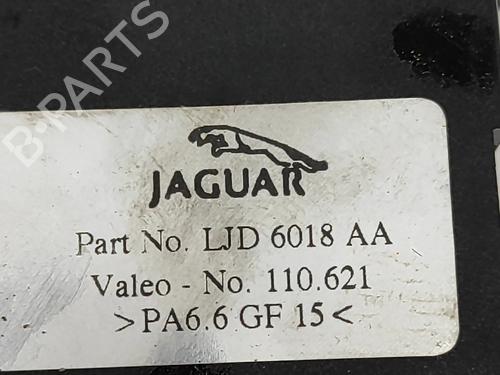 B-PARTS
JAGUAR
Part No. LJD 6018 AA
Valeo - No. 110.621
>PA6.6 GF 15<